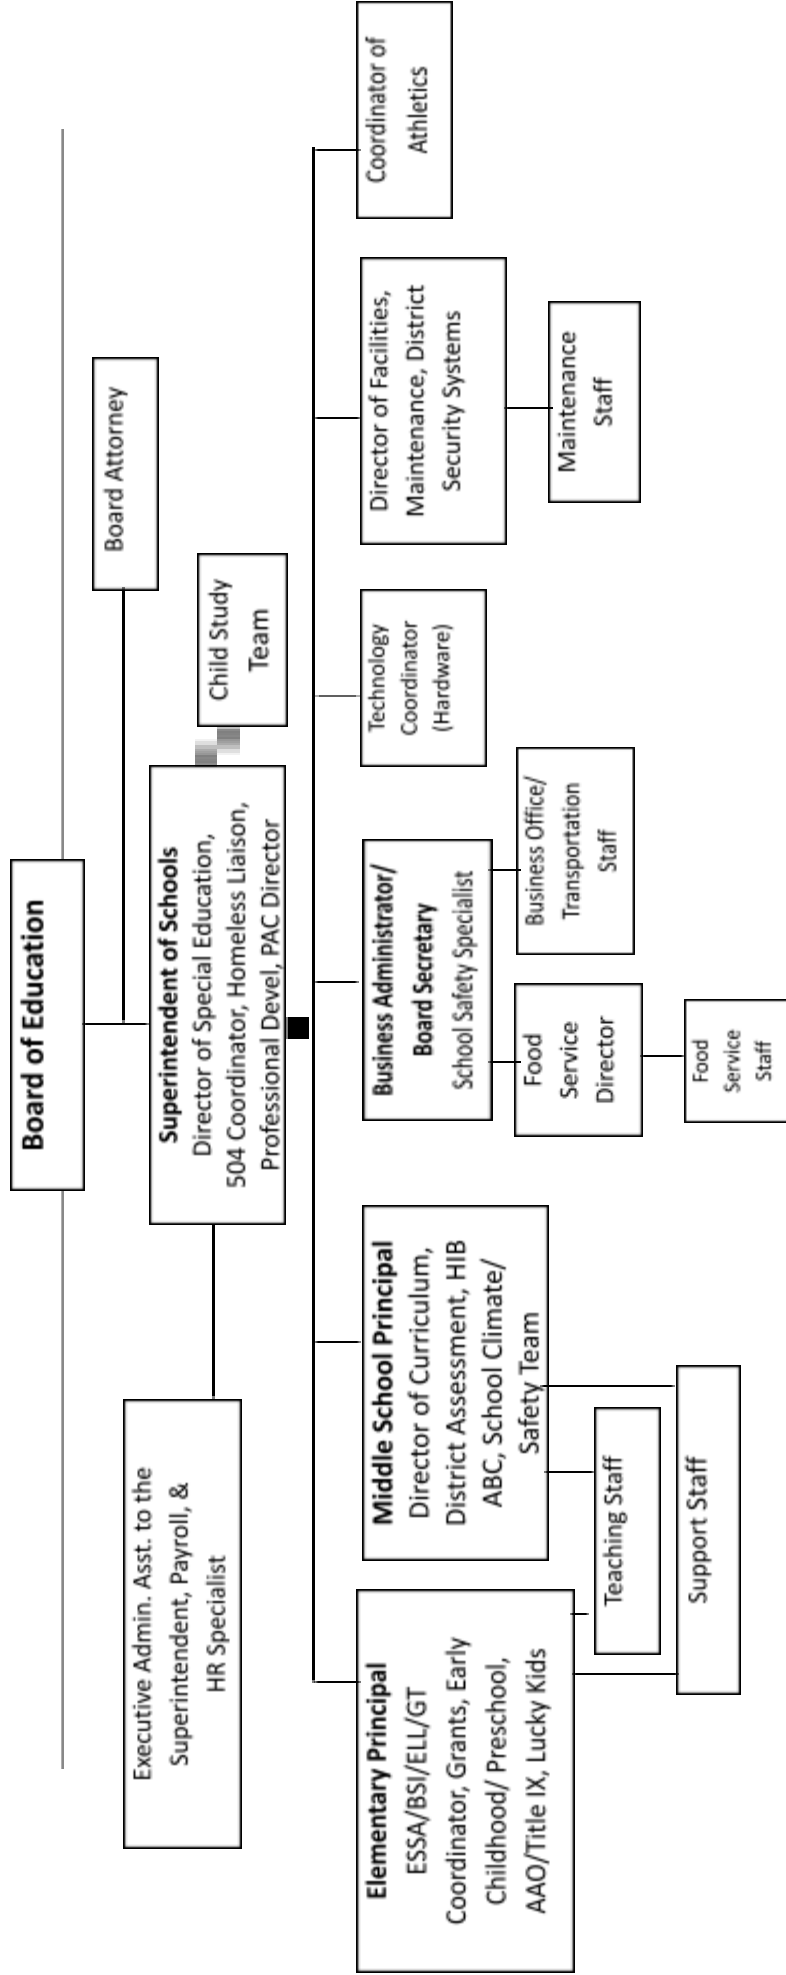 Board of Education
Board Attorney
Executive Admin. Asst. to the
Superintendent, Payroll, &
HR Specialist
Superintendent of Schools
Director of Special Education,
504 Coordinator, Homeless Liaison,
Professional Devel, PAC Director
Child Study
Team
Elementary Principal
ESSA/BSI/ELL/GT
Coordinator, Grants, Early
Childhood/ Preschool,
AAO/Title IX, Lucky Kids
Middle School Principal
Director of Curriculum,
District Assessment, HIB
ABC, School Climate/
Safety Team
Business Administrator/
Board Secretary
School Safety Specialist
Technology
Coordinator
(Hardware)
Director of Facilities,
Maintenance, District
Security Systems
Coordinator of
Athletics
Teaching Staff
Support Staff
Food
Service
Director
Business Office/
Transportation
Staff
Maintenance
Staff
Food
Service
Staff